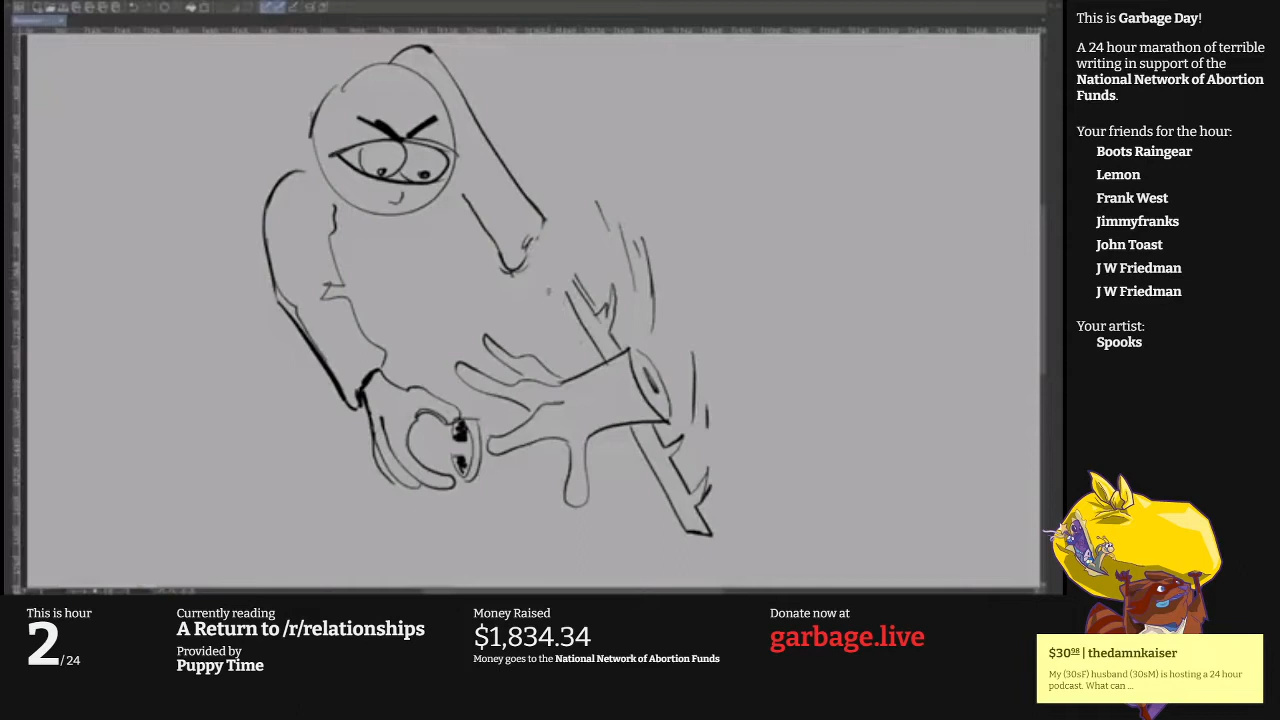 This is Garbage Day!
A 24 hour marathon of terrible
writing in support of the
National Network of Abortion
Funds.
Your friends for the hour:
Boots Raingear
Lemon
Frank West
Jimmyfranks
John Toast
J W Friedman
J W Friedman
Your artist:
Spooks
This is hour
2/24
Currently reading
A Return to /r/relationships
Provided by
Puppy Time
Money Raised
$1,834.34
Money goes to the National Network of Abortion Funds
Donate now at
garbage.live
$30⁰⁸ | thedamnkaiser
My (30sF) husband (30sM) is hosting a 24 hour
podcast. What can ...